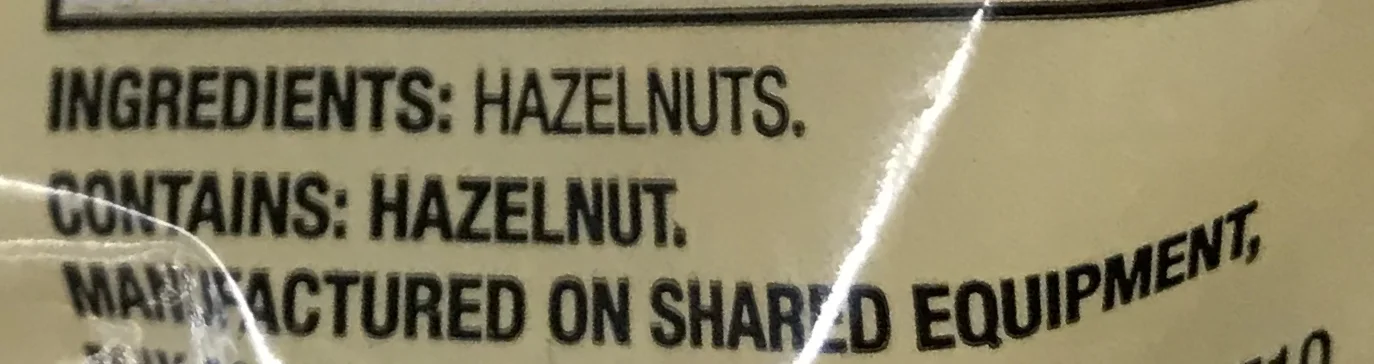 INGREDIENTS: HAZELNUTS.
CONTAINS: HAZELNUT.
MANUFACTURED ON SHARED EQUIPMENT,